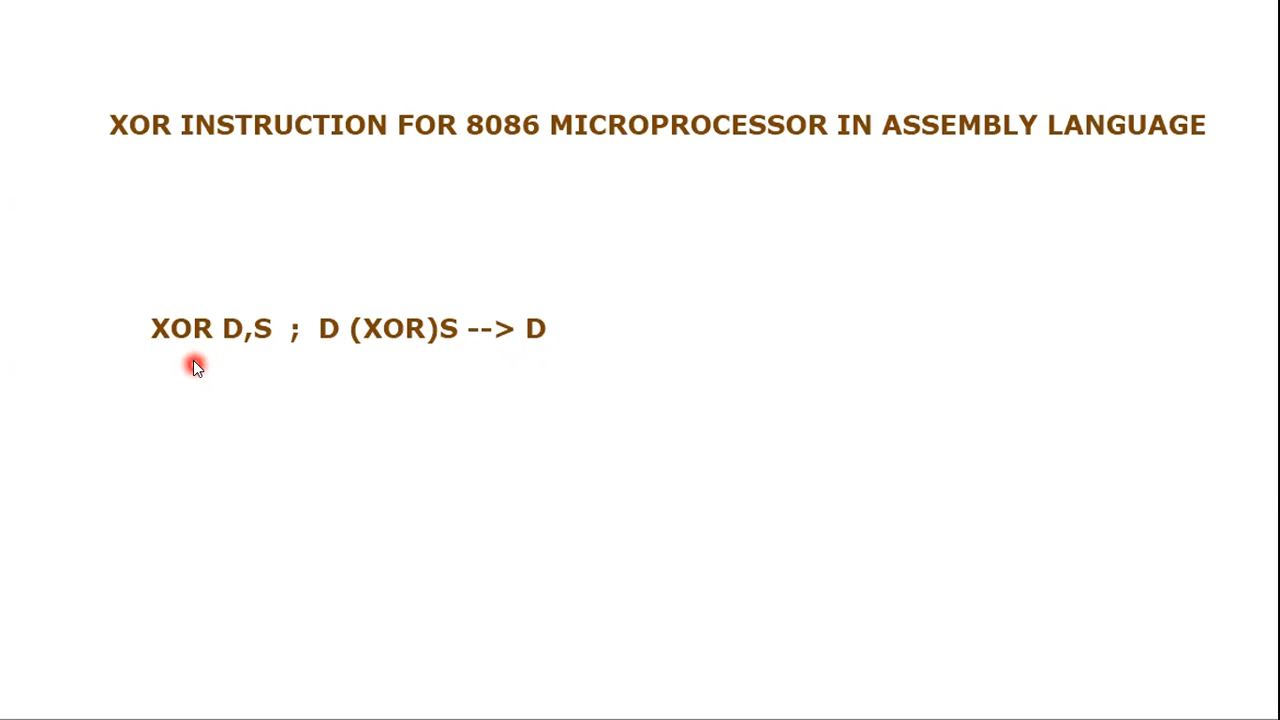 XOR INSTRUCTION FOR 8086 MICROPROCESSOR IN ASSEMBLY LANGUAGE
XOR D,S ; D (XOR)S --> D